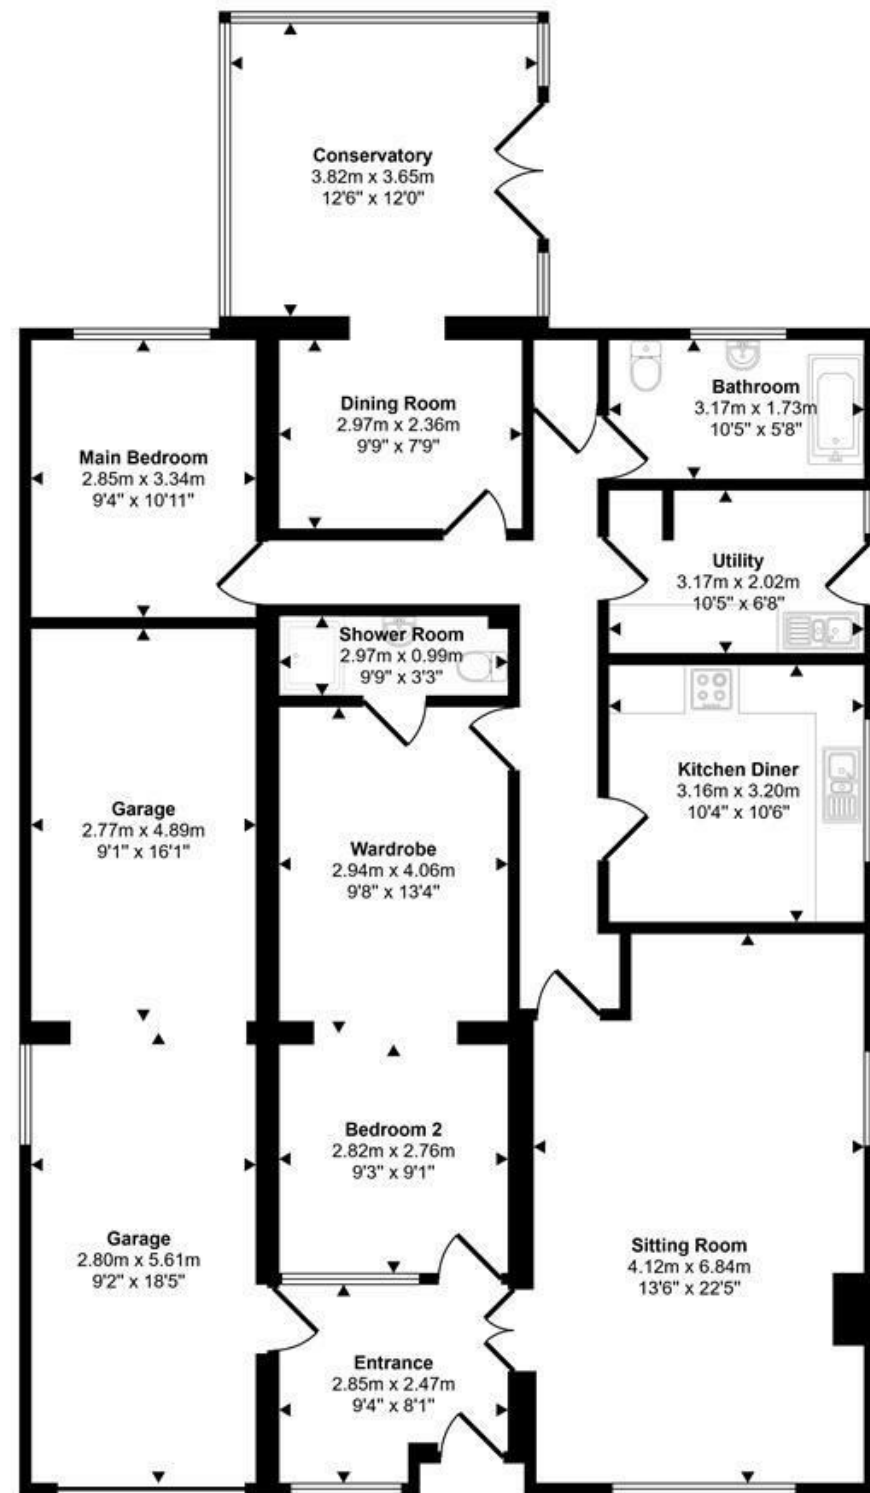 Conservatory
3.82m x 3.65m
12'6" x 12'0"
Dining Room
2.97m x 2.36m
9'9" x 7'9"
Bathroom
3.17m x 1.73m
10'5" x 5'8"
Main Bedroom
2.85m x 3.34m
9'4" x 10'11"
Utility
3.17m x 2.02m
10'5" x 6'8"
Shower Room
2.97m x 0.99m
9'9" x 3'3"
Kitchen Diner
3.16m x 3.20m
10'4" x 10'6"
Garage
2.77m x 4.89m
9'1" x 16'1"
Wardrobe
2.94m x 4.06m
9'8" x 13'4"
Bedroom 2
2.82m x 2.76m
9'3" x 9'1"
Garage
2.80m x 5.61m
9'2" x 18'5"
Sitting Room
4.12m x 6.84m
13'6" x 22'5"
Entrance
2.85m x 2.47m
9'4" x 8'1"